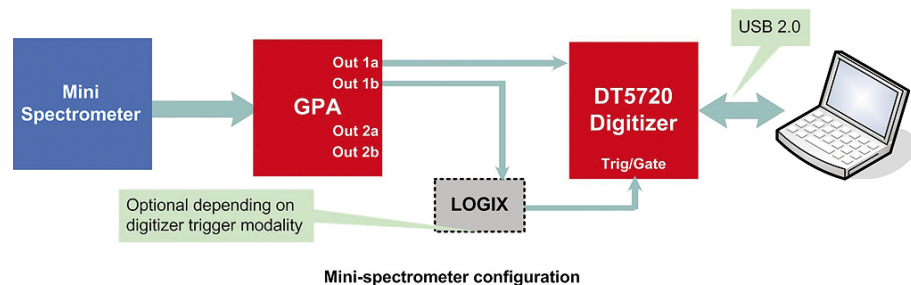 USB 2.0
Mini
Spectrometer
GPA
Out 1a
Out 1b
Out 2a
Out 2b
DT5720
Digitizer
Trig/Gate
LOGIX
Optional depending on
digitizer trigger modality
Mini-spectrometer configuration